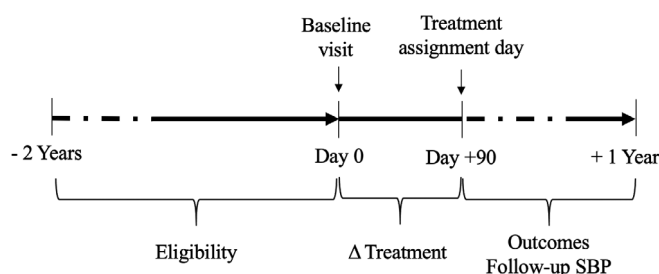 Baseline
visit
Treatment
assignment day
- 2 Years
Day 0
Day +90
+ 1 Year
Eligibility
Δ Treatment
Outcomes
Follow-up SBP